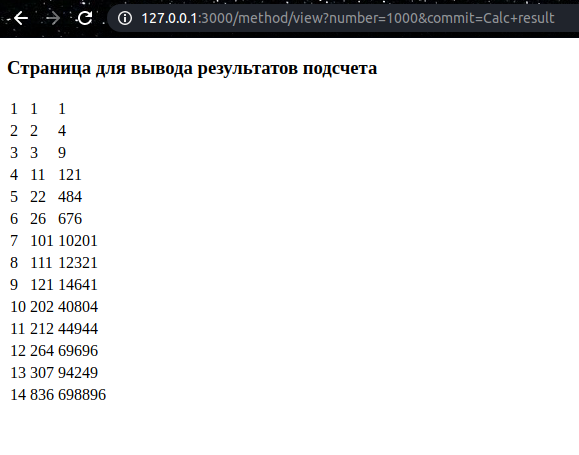 127.0.0.1:3000/method/view?number=1000&commit=Calc+result
Страница для вывода результатов подсчета
1 1 1
2 2 4
3 3 9
4 11 121
5 22 484
6 26 676
7 101 10201
8 111 12321
9 121 14641
10 202 40804
11 212 44944
12 264 69696
13 307 94249
14 836 698896